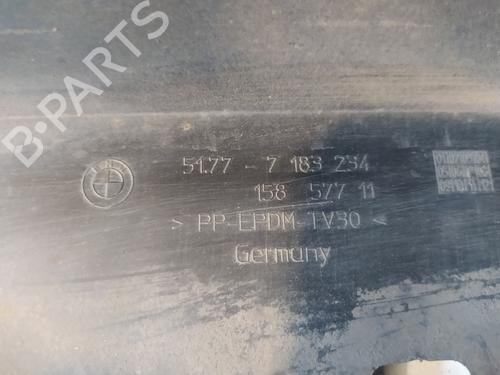 B-PARTS
51.77 - 7 183 234
158 577 11
> PP-EPDM-TV30 <
Germany